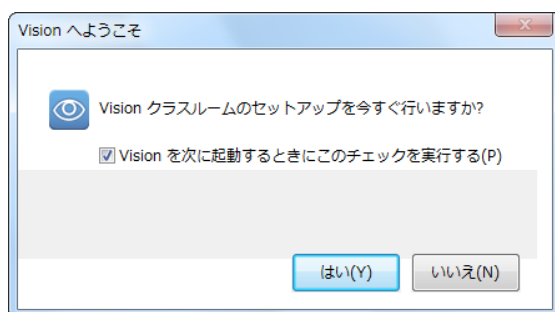 Vision へようこそ
Vision クラスルームのセットアップを今すぐ行いますか?
Vision を次に起動するときにこのチェックを実行する(P)
はい(Y)
いいえ(N)